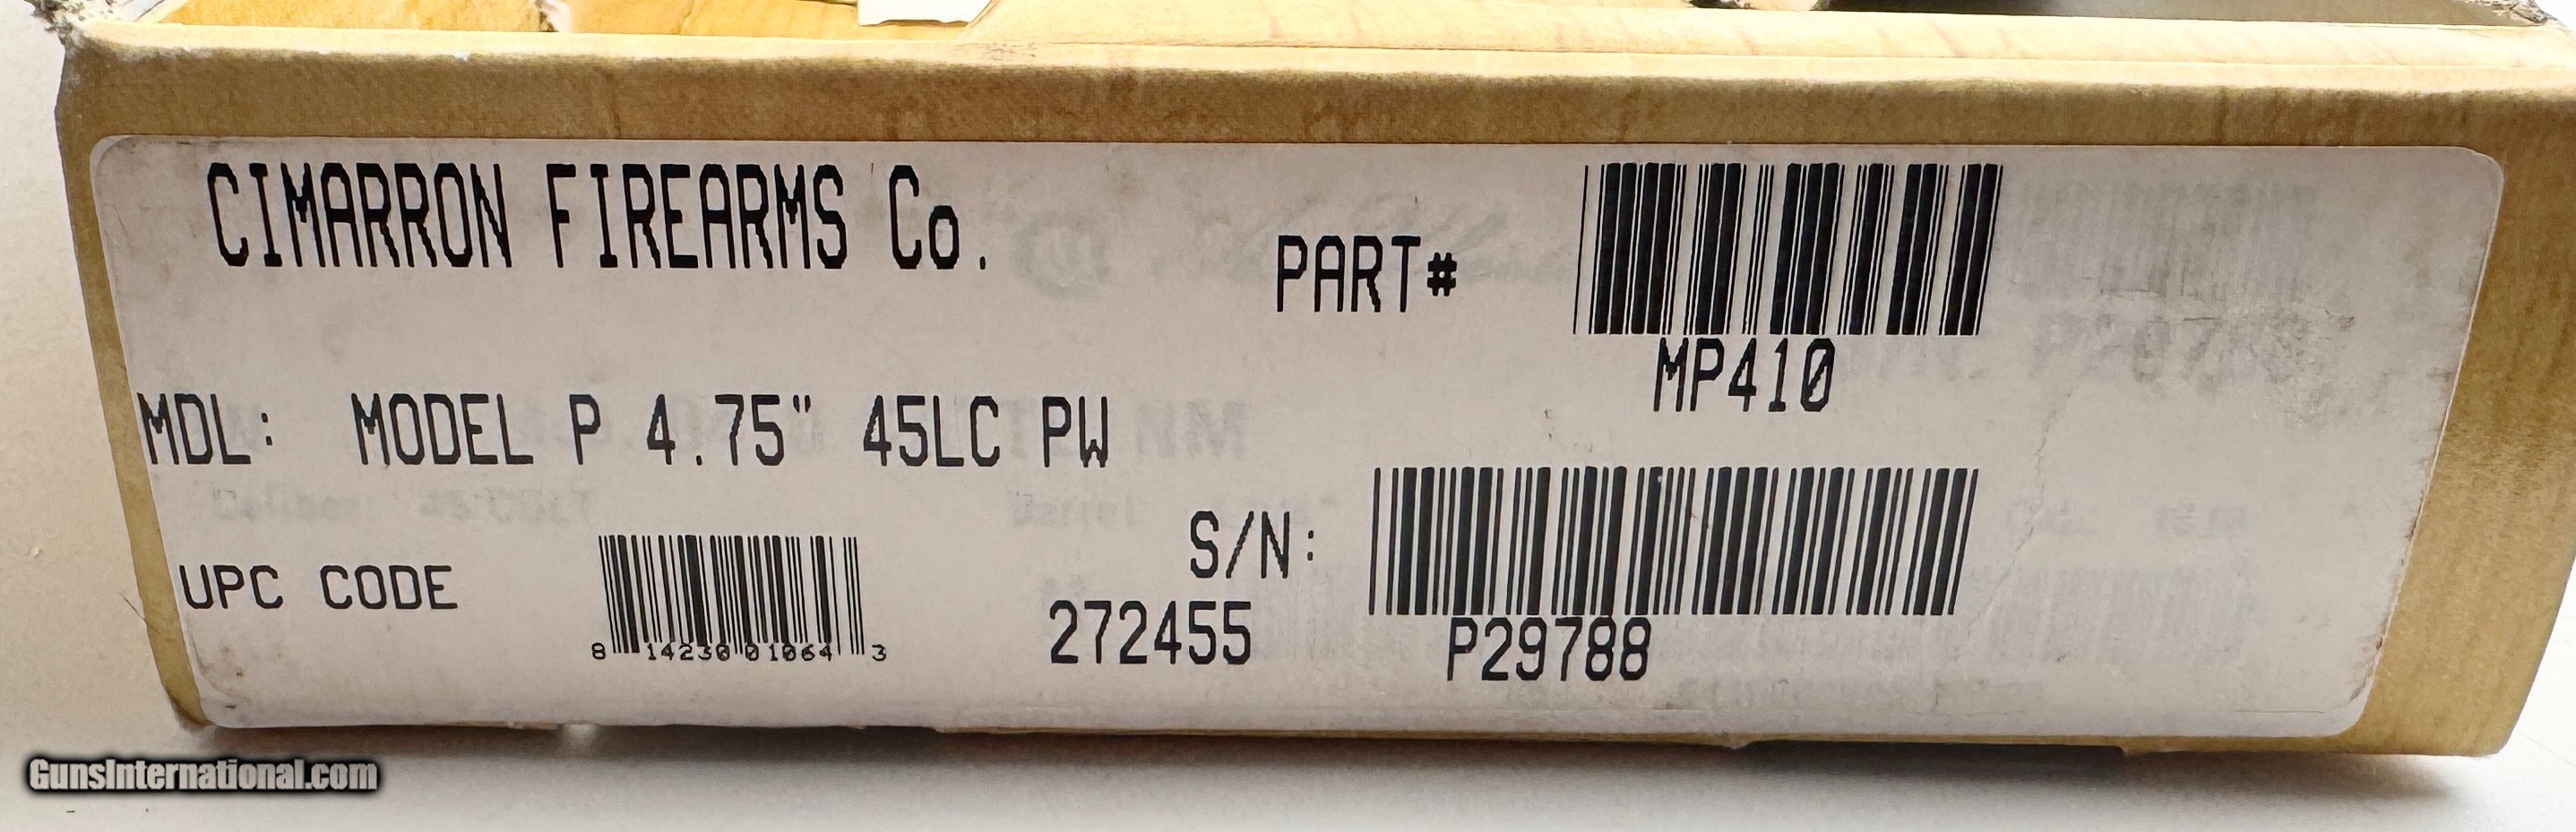 CIMARRON FIREARMS Co.
PART#
MP410
MDL: MODEL P 4.75" 45LC PW
UPC CODE
8 14230 01064 3
S/N:
272455
P29788
GunsInternational.com